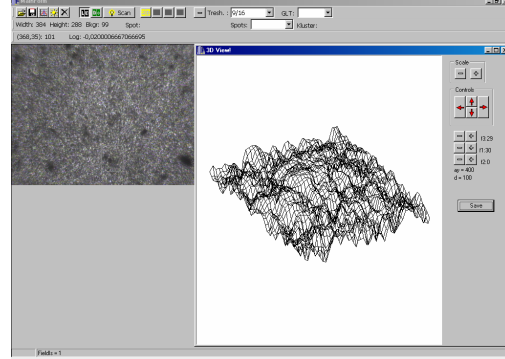 Scan
Tresh. : 9/16
GLT:
Width: 384 Height: 288 Bkgr: 99 Spot:
Spots:
Kluster:
(368,35): 101 Log: -0,0200006667066695
3D View!
Scale
Controls
f3:29
f1:30
f2:0
ay = 400
d = 100
Save
Fields = 1